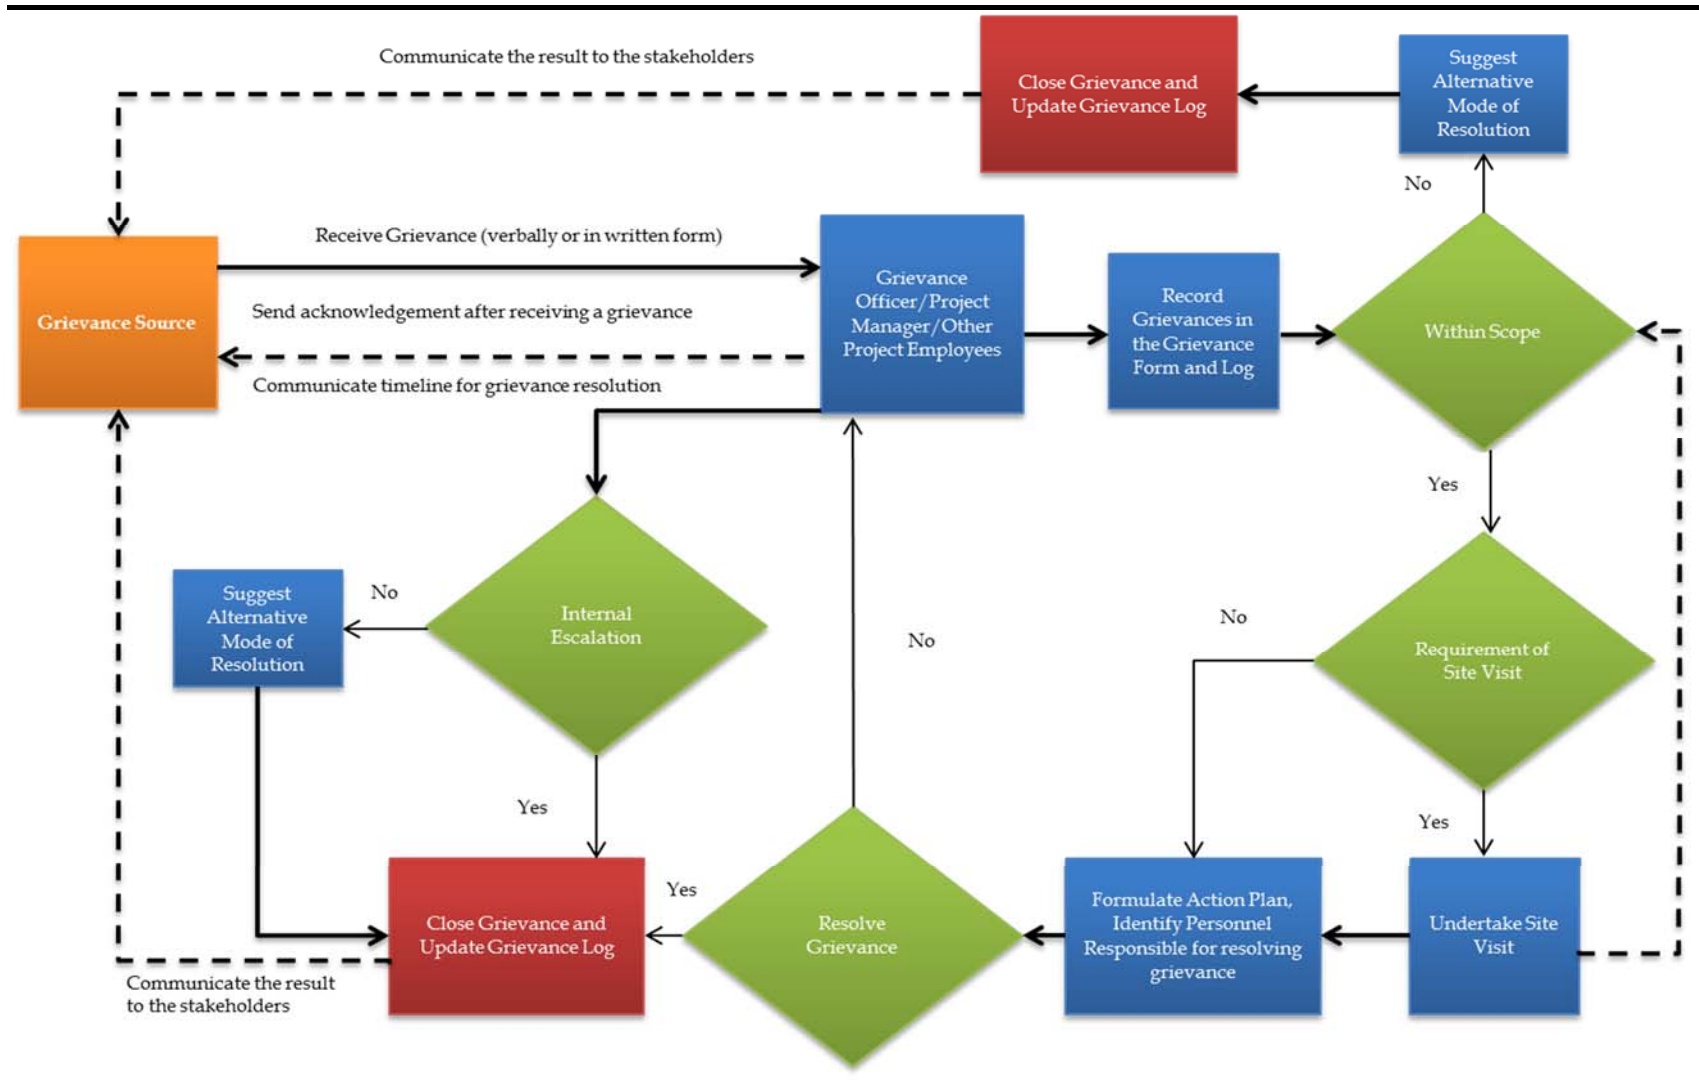 Communicate the result to the stakeholders
Close Grievance and
Update Grievance Log
Suggest
Alternative
Mode of
Resolution
No
Receive Grievance (verbally or in written form)
Grievance Source
Send acknowledgement after receiving a grievance
Communicate timeline for grievance resolution
Grievance
Officer/Project
Manager/Other
Project Employees
Record
Grievances in
the Grievance
Form and Log
Within Scope
Yes
Suggest
Alternative
Mode of
Resolution
No
Internal
Escalation
No
No
Requirement of
Site Visit
Yes
Yes
Close Grievance and
Update Grievance Log
Yes
Resolve
Grievance
Formulate Action Plan,
Identify Personnel
Responsible for resolving
grievance
Undertake Site
Visit
Communicate the result
to the stakeholders